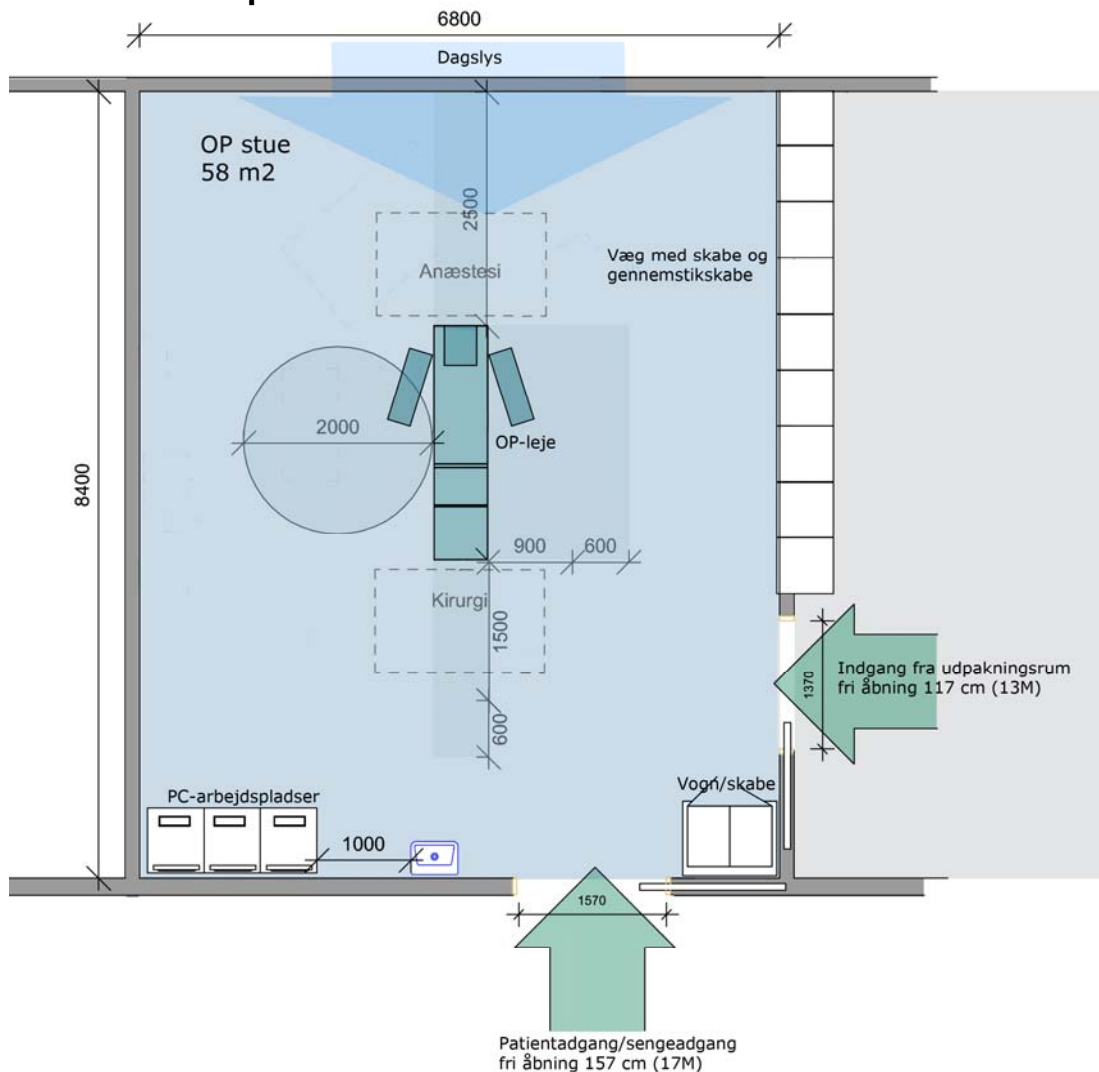 6800
Dagslys
OP stue
58 m2
2500
Anæstesi
Væg med skabe og
gennemstikskabe
2000
OP-leje
8400
900
600
Kirurgi
1500
1370
Indgang fra udpakningsrum
fri åbning 117 cm (13M)
600
Vogn/skabe
PC-arbejdspladser
1000
1570
Patientadgang/sengeadgang
fri åbning 157 cm (17M)